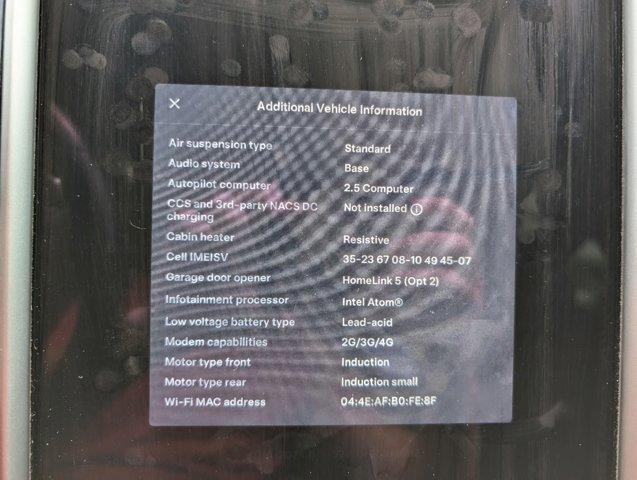 Additional Vehicle Information
Air suspension type Standard
Audio system Base
Autopilot computer 2.5 Computer
CCS and 3rd-party NACS DC Not installed
charging
Cabin heater Resistive
Cell IMEISV 35-23 67 08-10 49 45-07
Garage door opener HomeLink 5 (Opt 2)
Infotainment processor Intel Atom®
Low voltage battery type Lead-acid
Modem capabilities 2G/3G/4G
Motor type front Induction
Motor type rear Induction small
Wi-Fi MAC address 04:4E:AF:B0:FE:8F